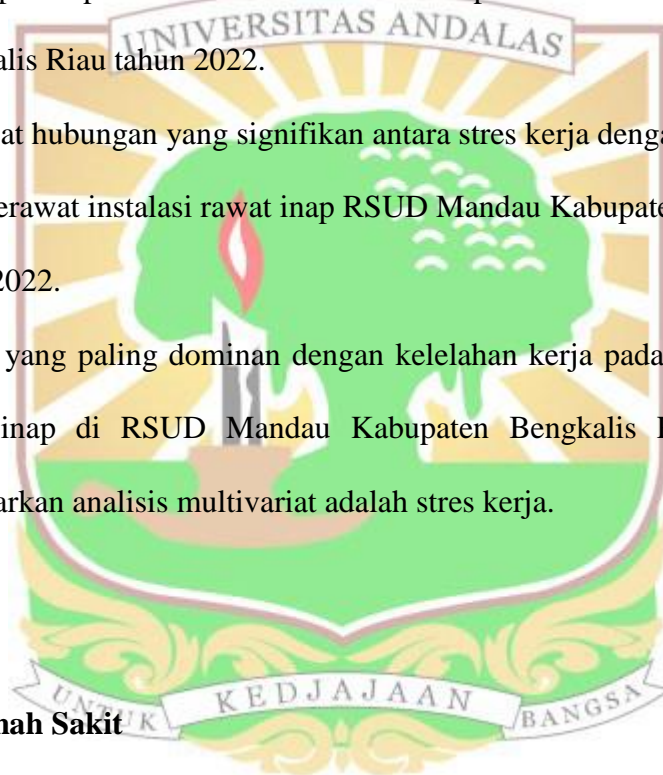 UNIVERSITAS ANDALAS
alis Riau tahun 2022.
at hubungan yang signifikan antara stres kerja denga
erawat instalasi rawat inap RSUD Mandau Kabupate
2022.
yang paling dominan dengan kelelahan kerja pada
inap di RSUD Mandau Kabupaten Bengkalis
arkan analisis multivariat adalah stres kerja.
UNTUK KEDJAJAAN BANGSA
mah Sakit